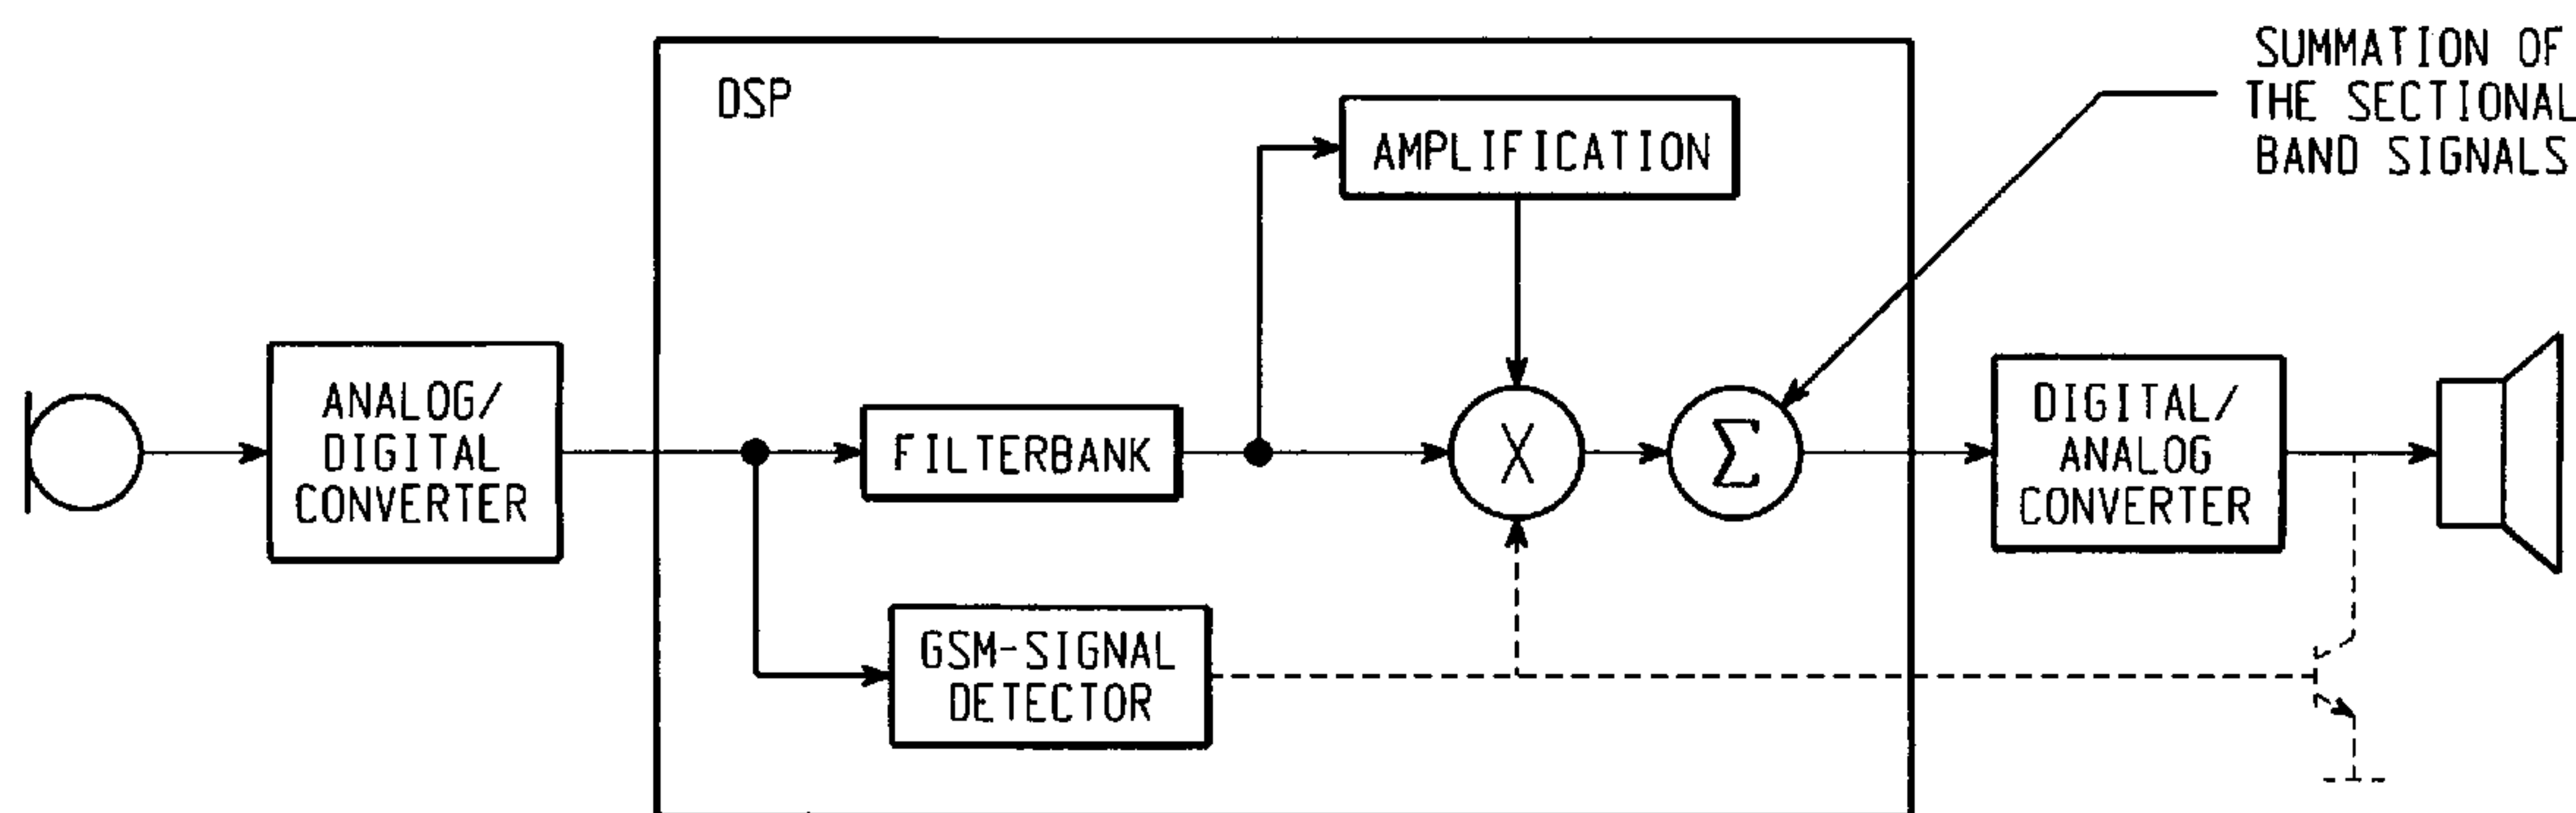 SUMMATION OF
THE SECTIONAL
BAND SIGNALS
DSP
AMPLIFICATION
ANALOG/
DIGITAL
CONVERTER
FILTERBANK
X
Σ
DIGITAL/
ANALOG
CONVERTER
GSM-SIGNAL
DETECTOR